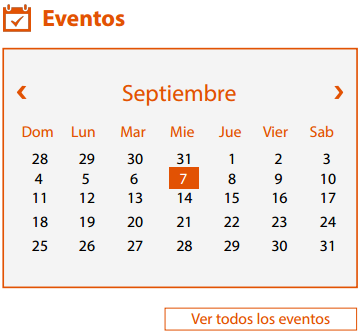 Eventos
‹ Septiembre ›
Dom Lun Mar Mie Jue Vier Sab
28 29 30 31 1 2 3
4 5 6 7 8 9 10
11 12 13 14 15 16 17
18 19 20 21 22 23 24
25 26 27 28 29 30 31
Ver todos los eventos